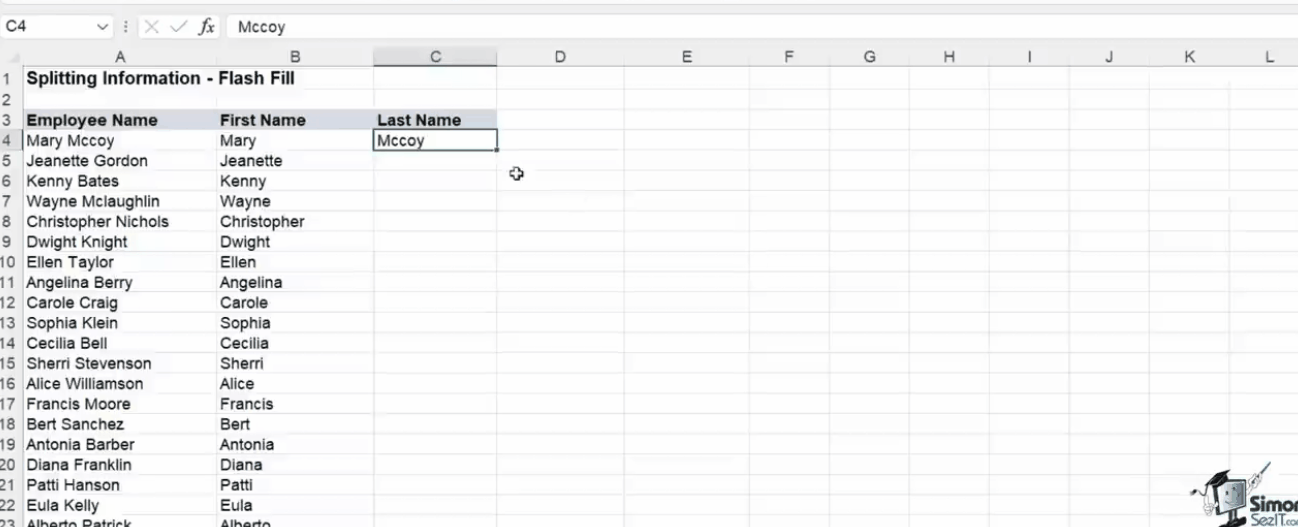 C4 fx Mccoy
A B C D E F G H I J K L
1 Splitting Information - Flash Fill
2
3 Employee Name First Name Last Name
4 Mary Mccoy Mary Mccoy
5 Jeanette Gordon Jeanette
6 Kenny Bates Kenny
7 Wayne Mclaughlin Wayne
8 Christopher Nichols Christopher
9 Dwight Knight Dwight
10 Ellen Taylor Ellen
11 Angelina Berry Angelina
12 Carole Craig Carole
13 Sophia Klein Sophia
14 Cecilia Bell Cecilia
15 Sherri Stevenson Sherri
16 Alice Williamson Alice
17 Francis Moore Francis
18 Bert Sanchez Bert
19 Antonia Barber Antonia
20 Diana Franklin Diana
21 Patti Hanson Patti
22 Eula Kelly Eula
23 Alberto Patrick Alberto
Simon
SezIT.co